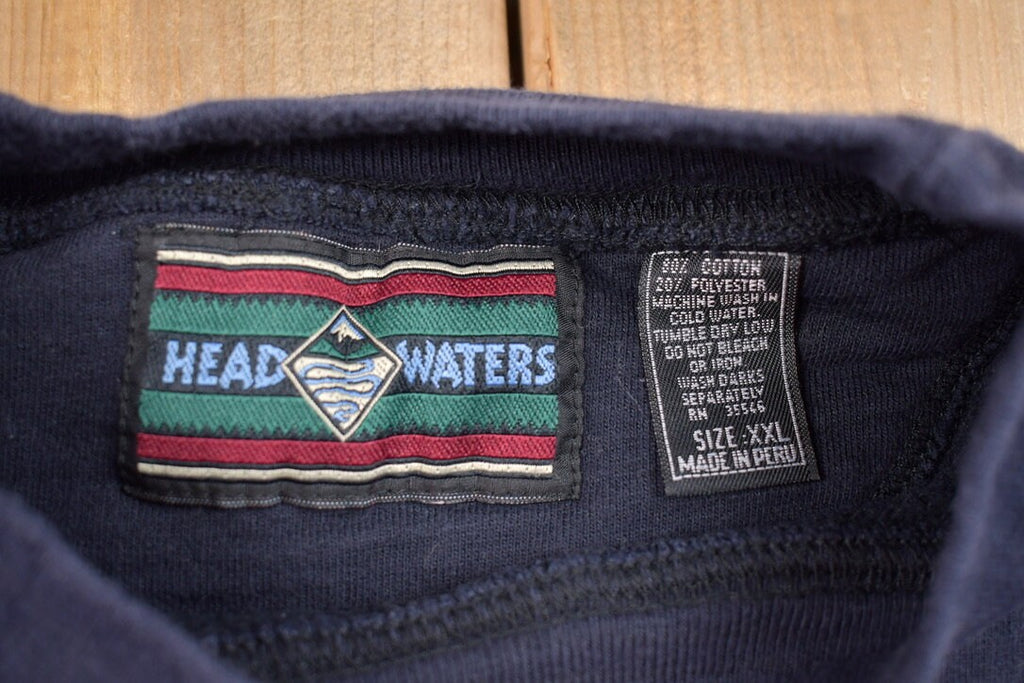 HEAD WATERS
80% COTTON
20% POLYESTER
MACHINE WASH IN
COLD WATER.
TUMBLE DRY LOW
DO NOT BLEACH
OR IRON
WASH DARKS
SEPARATELY
RN 35546
SIZE:XXL
MADE IN PERU